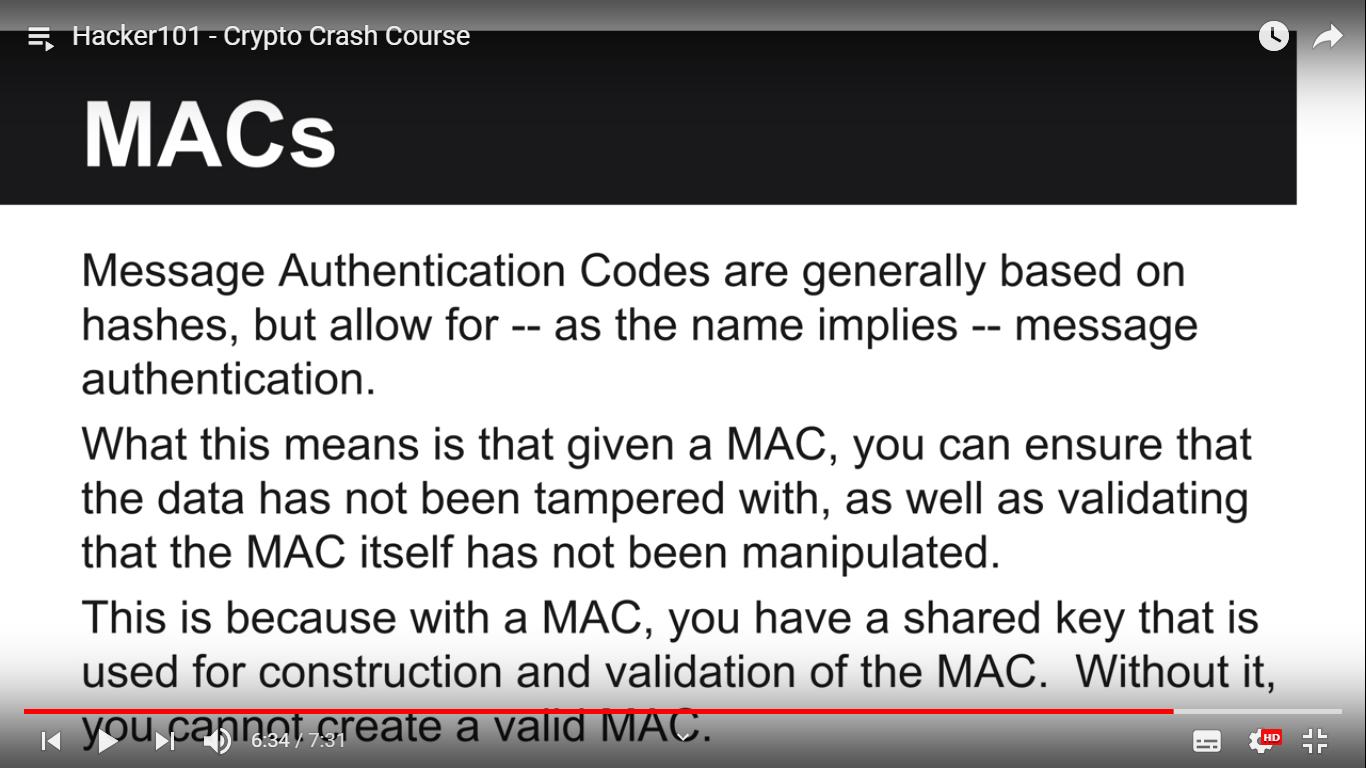 Hacker101 - Crypto Crash Course
MACs
Message Authentication Codes are generally based on
hashes, but allow for -- as the name implies -- message
authentication.
What this means is that given a MAC, you can ensure that
the data has not been tampered with, as well as validating
that the MAC itself has not been manipulated.
This is because with a MAC, you have a shared key that is
used for construction and validation of the MAC.  Without it,
you cannot create a valid MAC.
6:34 / 7:31
HD